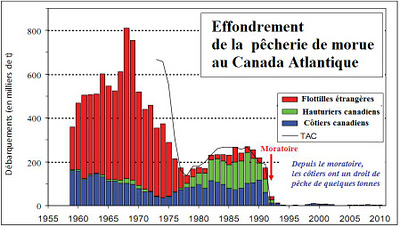 Effondrement
de la pêcherie de morue
au Canada Atlantique
Débarquements (en milliers de t)
800
600
400
200
0
Flottilles étrangères
Hauturiers canadiens
Côtiers canadiens
TAC
Moratoire
Depuis le moratoire,
les côtiers ont un droit de
pêche de quelques tonnes
1955 1960 1965 1970 1975 1980 1985 1990 1995 2000 2005 2010